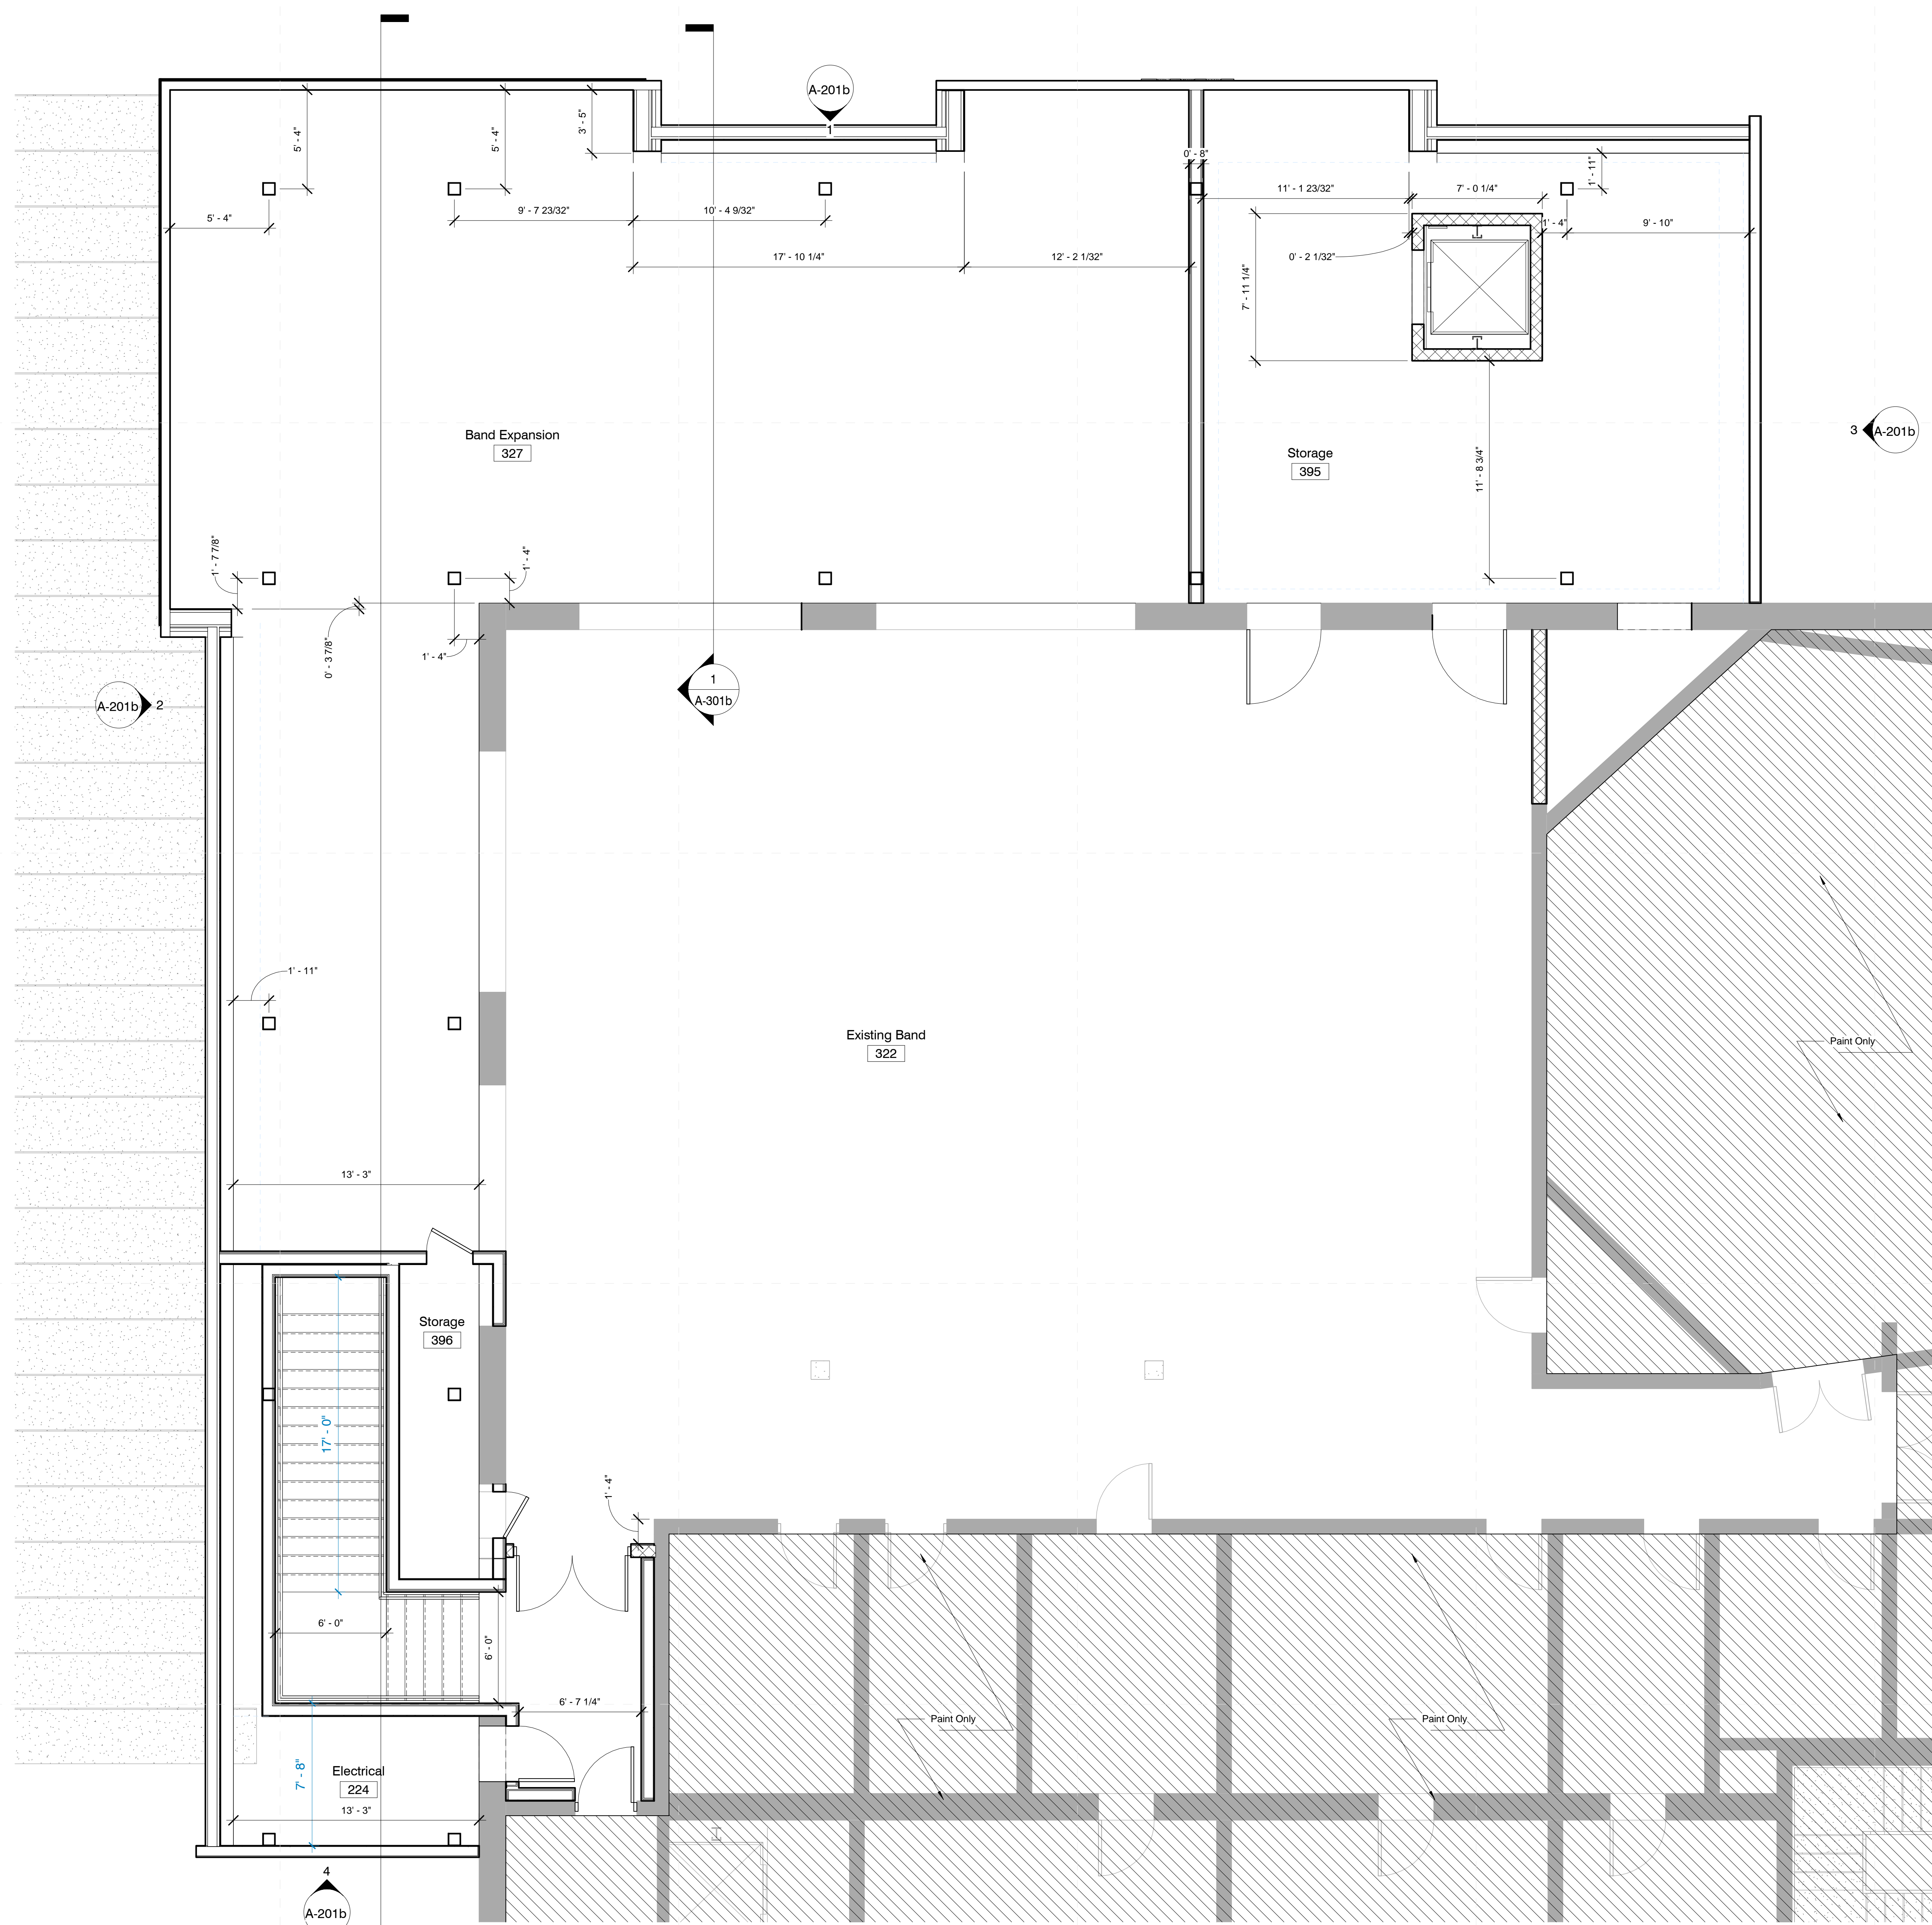 A-201b
1
5' - 4"
5' - 4"
3' - 5"
0' - 8"
1' - 11"
11' - 1 23/32"
7' - 0 1/4"
9' - 7 23/32"
10' - 4 9/32"
5' - 4"
1' - 4"
9' - 10"
17' - 10 1/4"
12' - 2 1/32"
0' - 2 1/32"
7' - 11 1/4"
Band Expansion
327
Storage
395
11' - 8 3/4"
3
A-201b
1' - 7 7/8"
1' - 4"
0' - 3 7/8"
1' - 4"
A-201b
2
1
A-301b
1' - 11"
Existing Band
322
Paint Only
13' - 3"
Storage
396
17' - 0"
1' - 4"
6' - 0"
6' - 0"
6' - 7 1/4"
Paint Only
Paint Only
7' - 8"
Electrical
224
13' - 3"
4
A-201b